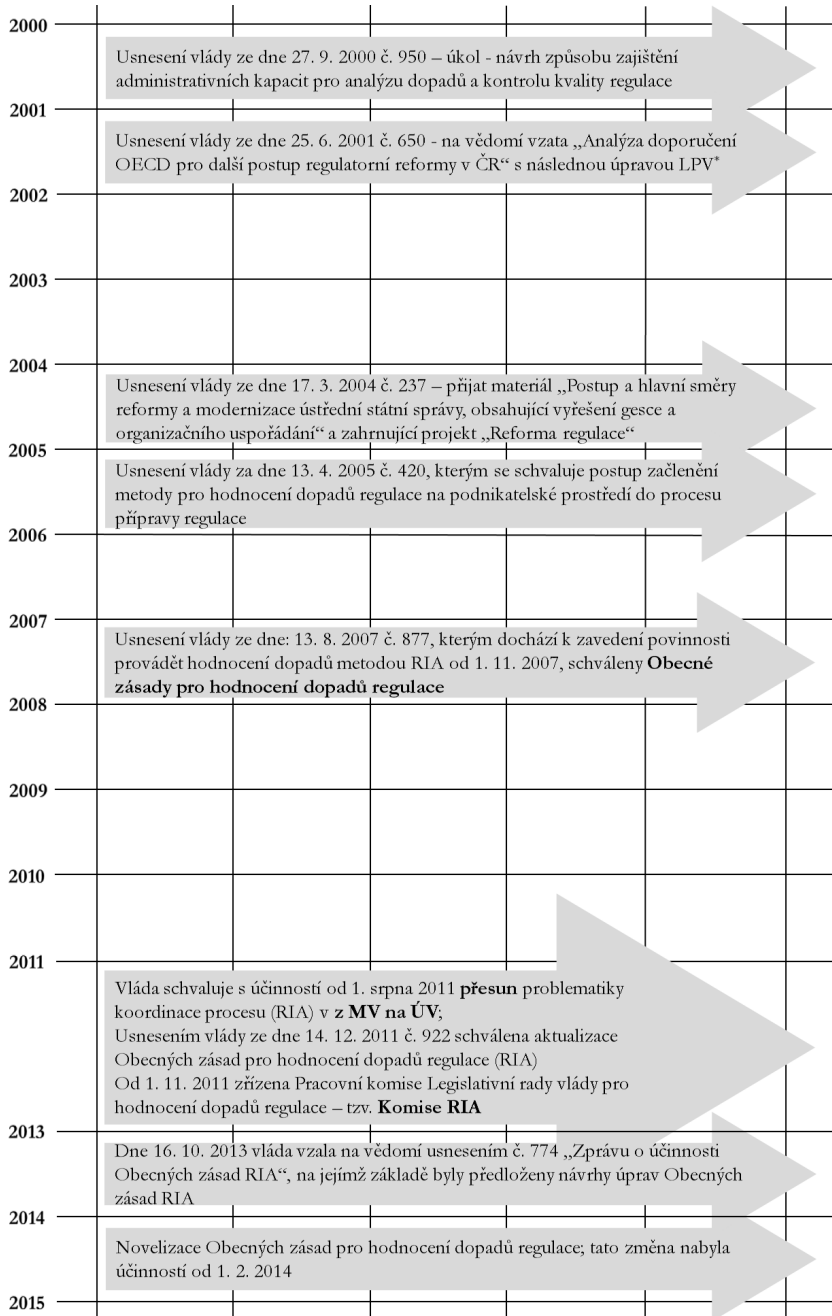 2000
Usnesení vlády ze dne 27. 9. 2000 č. 950 – úkol - návrh způsobu zajištění
administrativních kapacit pro analýzu dopadů a kontrolu kvality regulace
2001
Usnesení vlády ze dne 25. 6. 2001 č. 650 - na vědomí vzata „Analýza doporučení
OECD pro další postup regulatorní reformy v ČR“ s následnou úpravou LPV*
2002
2003
2004
Usnesení vlády ze dne 17. 3. 2004 č. 237 – přijat materiál „Postup a hlavní směry
reformy a modernizace ústřední státní správy, obsahující vyřešení gesce a
organizačního uspořádání“ a zahrnující projekt „Reforma regulace“
2005
Usnesení vlády za dne 13. 4. 2005 č. 420, kterým se schvaluje postup začlenění
metody pro hodnocení dopadů regulace na podnikatelské prostředí do procesu
přípravy regulace
2006
2007
Usnesení vlády ze dne: 13. 8. 2007 č. 877, kterým dochází k zavedení povinnosti
provádět hodnocení dopadů metodou RIA od 1. 11. 2007, schváleny Obecné
zásady pro hodnocení dopadů regulace
2008
2009
2010
2011
Vláda schvaluje s účinností od 1. srpna 2011 přesun problematiky
koordinace procesu (RIA) v z MV na ÚV;
Usnesením vlády ze dne 14. 12. 2011 č. 922 schválena aktualizace
Obecných zásad pro hodnocení dopadů regulace (RIA)
Od 1. 11. 2011 zřízena Pracovní komise Legislativní rady vlády pro
hodnocení dopadů regulace – tzv. Komise RIA
2013
Dne 16. 10. 2013 vláda vzala na vědomí usnesením č. 774 „Zprávu o účinnosti
Obecných zásad RIA“, na jejímž základě byly předloženy návrhy úprav Obecných
zásad RIA
2014
Novelizace Obecných zásad pro hodnocení dopadů regulace; tato změna nabyla
účinností od 1. 2. 2014
2015